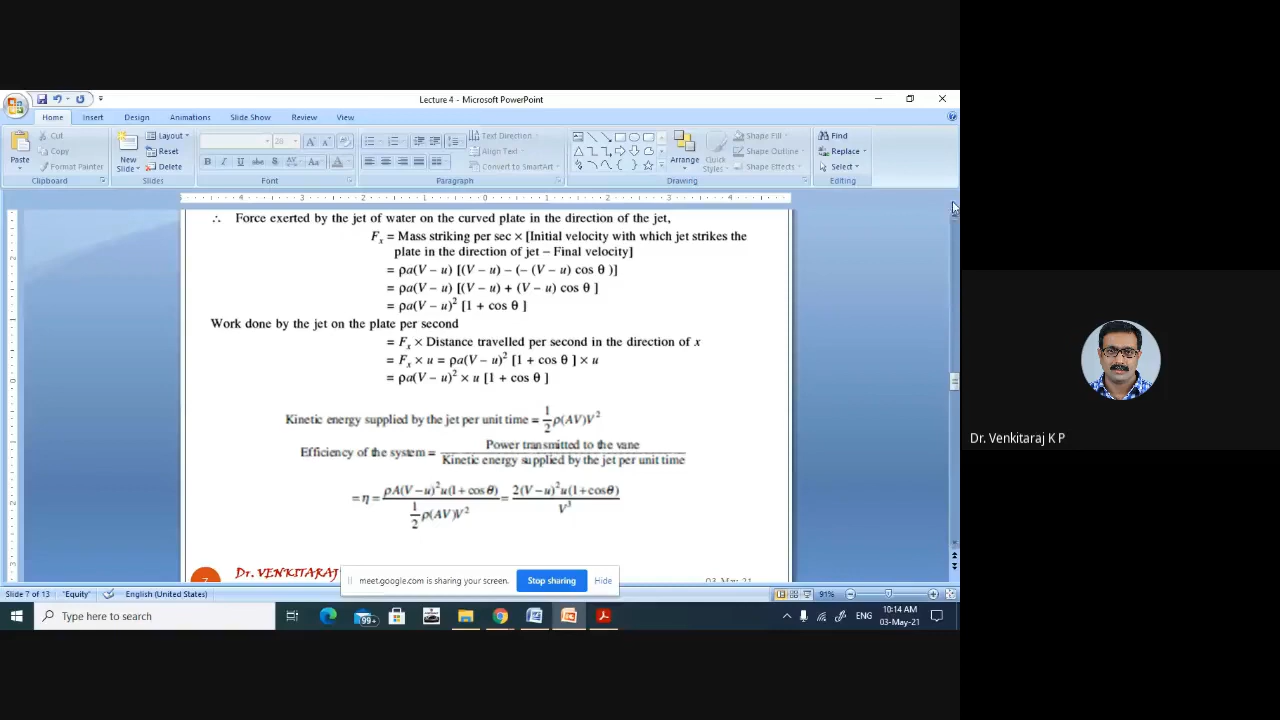 Lecture 4 - Microsoft PowerPoint
Home Insert Design Animations Slide Show Review View
Paste
Cut
Copy
Format Painter
Clipboard
New Slide
Layout
Reset
Delete
Slides
28
Font
Paragraph
Text Direction
Align Text
Convert to SmartArt
Arrange
Quick Styles
Shape Fill
Shape Outline
Shape Effects
Drawing
Find
Replace
Select
Editing
∴ Force exerted by the jet of water on the curved plate in the direction of the jet,
Fₓ = Mass striking per sec × [Initial velocity with which jet strikes the
plate in the direction of jet – Final velocity]
= ρa(V – u) [(V – u) – (– (V – u) cos θ )]
= ρa(V – u) [(V – u) + (V – u) cos θ ]
= ρa(V – u)² [1 + cos θ ]
Work done by the jet on the plate per second
= Fₓ × Distance travelled per second in the direction of x
= Fₓ × u = ρa(V – u)² [1 + cos θ ] × u
= ρa(V – u)² × u [1 + cos θ ]
Kinetic energy supplied by the jet per unit time = 1/2 ρ(AV)V²
Efficiency of the system = Power transmitted to the vane / Kinetic energy supplied by the jet per unit time
= η = ρA(V−u)²u(1+cosθ) / 1/2 ρ(AV)V² = 2(V−u)²u(1+cosθ) / V³
7 Dr. VENKITARAJ 03-May-21
meet.google.com is sharing your screen. Stop sharing Hide
Slide 7 of 13 "Equity" English (United States) 91%
Type here to search
99+
ENG
10:14 AM
03-May-21
Dr. Venkitaraj K P